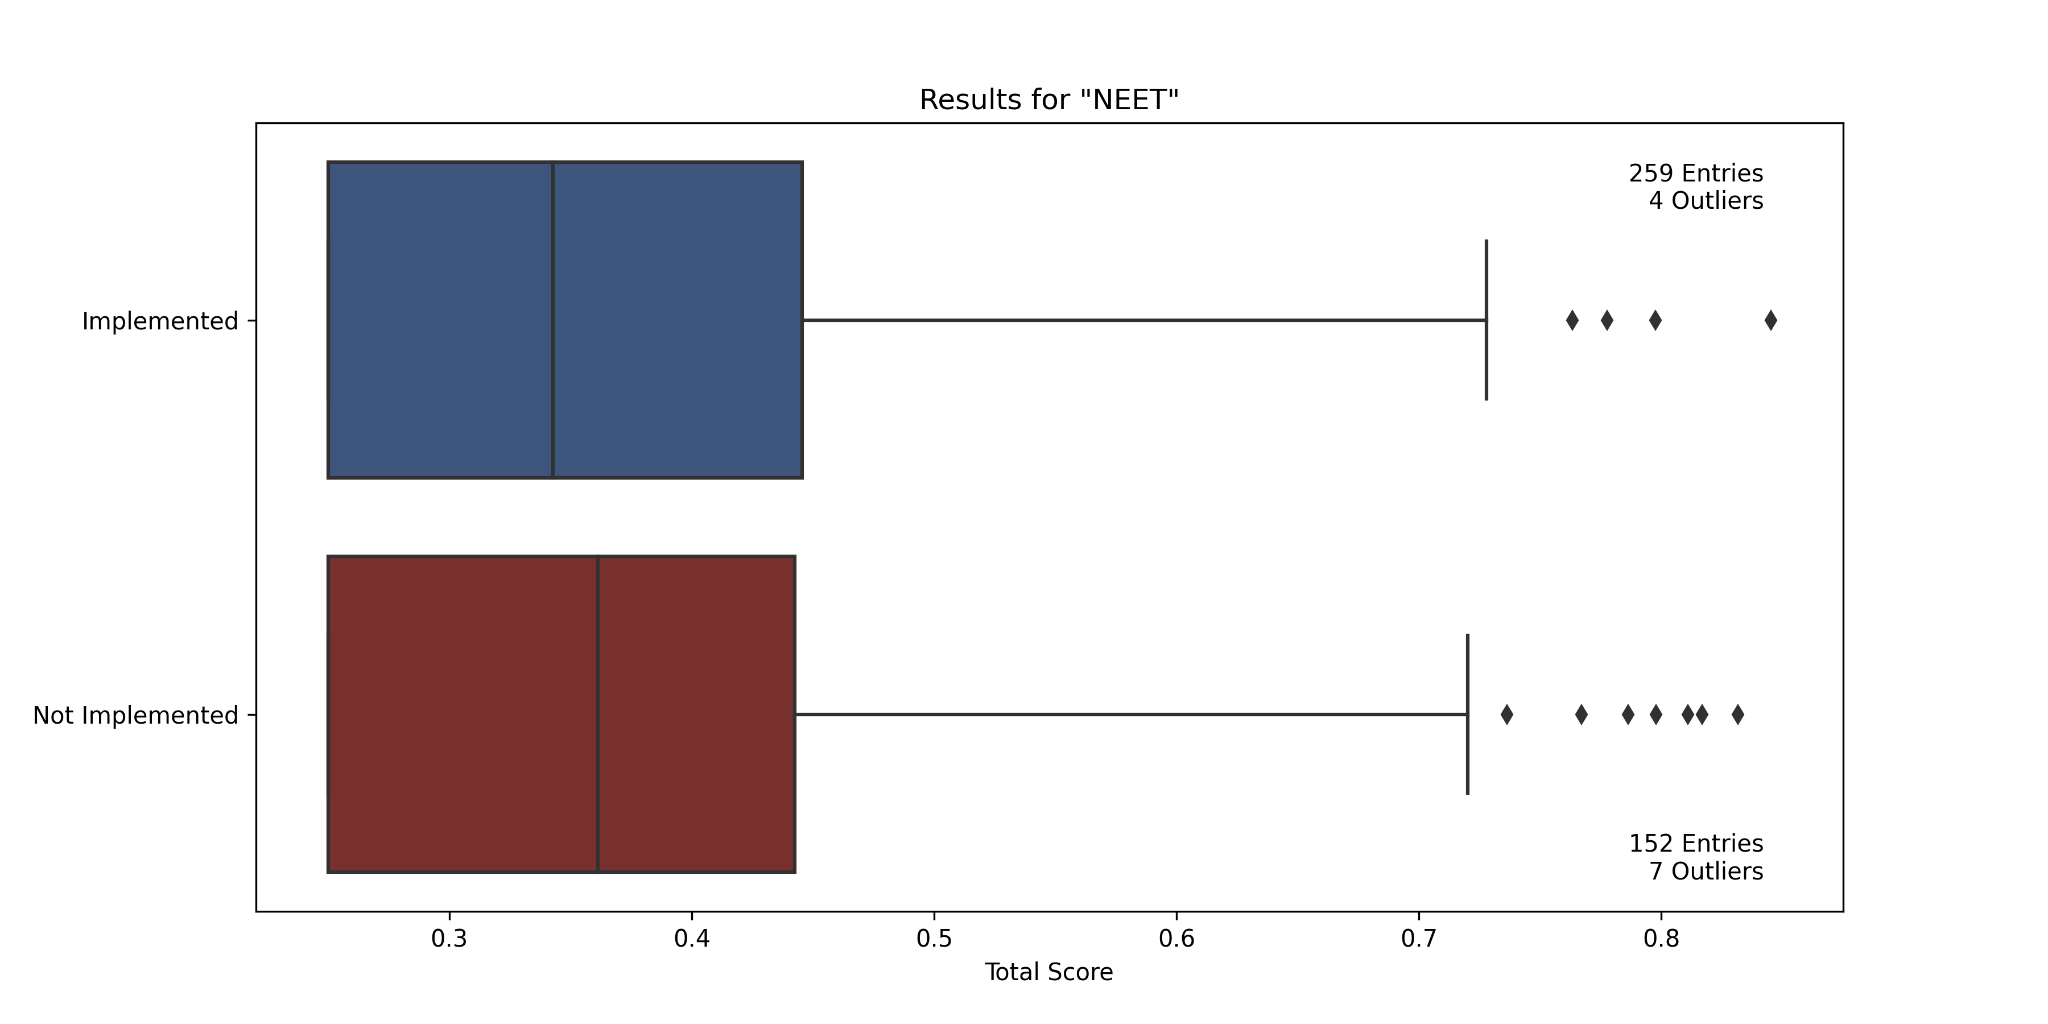 Results for "NEET"
259 Entries
4 Outliers
Implemented
Not Implemented
152 Entries
7 Outliers
0.3 0.4 0.5 0.6 0.7 0.8
Total Score